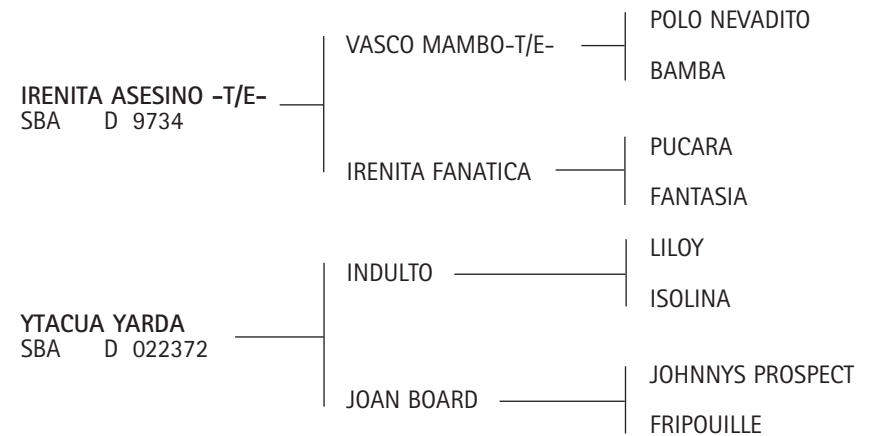 POLO NEVADITO
VASCO MAMBO-T/E-
BAMBA
IRENITA ASESINO -T/E-
SBA D 9734
PUCARA
IRENITA FANATICA
FANTASIA
LILOY
INDULTO
ISOLINA
YTACUA YARDA
SBA D 022372
JOHNNYS PROSPECT
JOAN BOARD
FRIPOUILLE